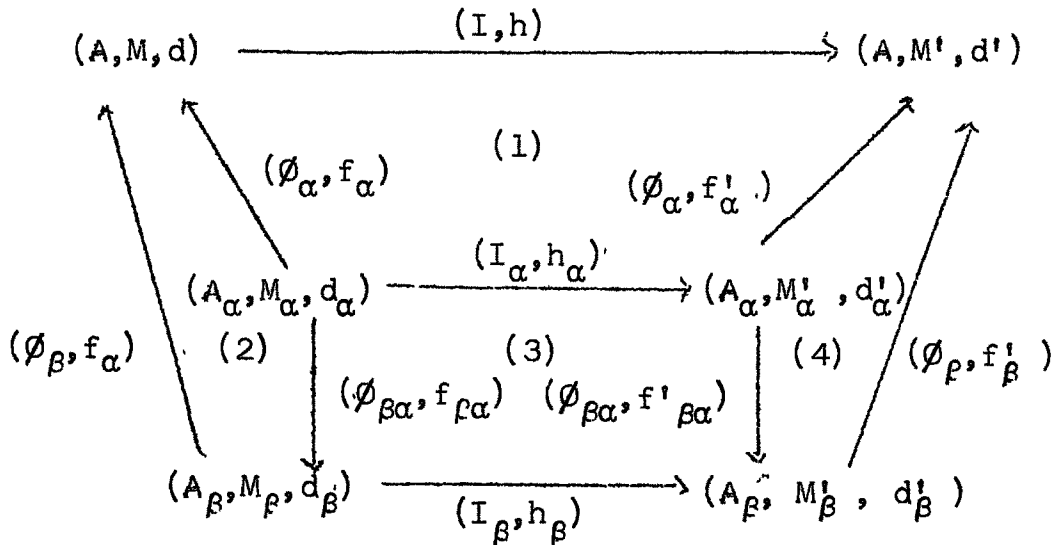 (I,h)
(A,M,d) (A,M',d')
(1)
(Ø_α,f_α) (Ø_α,f'_α .)
(I_α,h_α)
(A_α,M_α,d_α) (A_α,M'_α ,d'_α)
(Ø_β,f_α) (2) (3) (4) (Ø_ρ,f'_β )
(Ø_βα,f_ρα) (Ø_βα,f'_βα)
(A_β,M_ρ,d_β) (A_β, M'_β , d'_β )
(I_β,h_β)